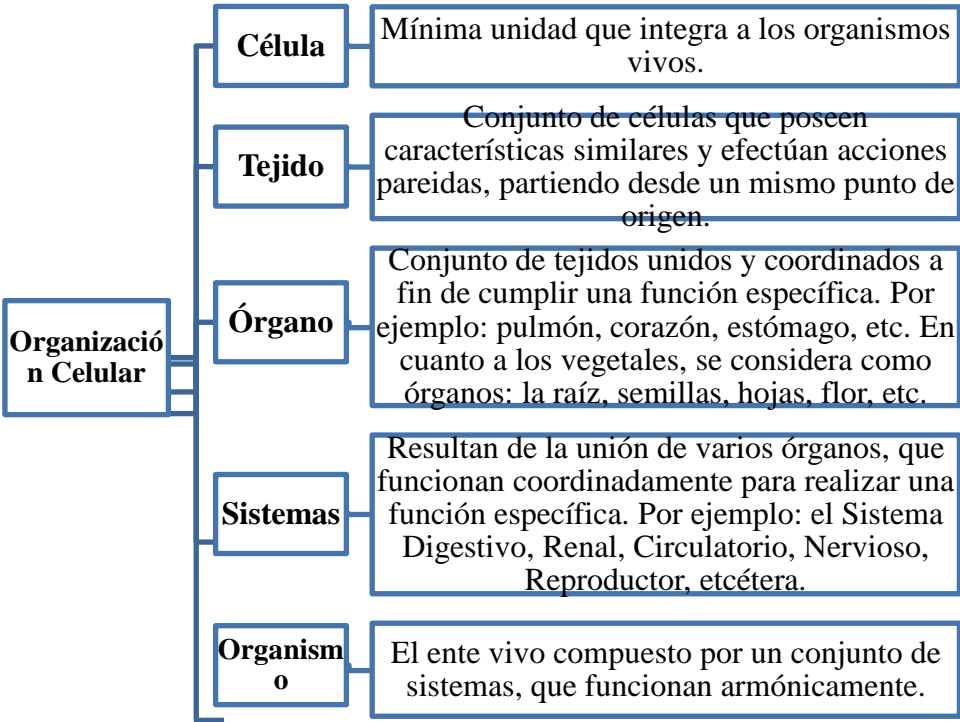 Célula
Mínima unidad que integra a los organismos
vivos.
Tejido
Conjunto de células que poseen
características similares y efectúan acciones
pareidas, partiendo desde un mismo punto de
origen.
Organizació
n Celular
Órgano
Conjunto de tejidos unidos y coordinados a
fin de cumplir una función específica. Por
ejemplo: pulmón, corazón, estómago, etc. En
cuanto a los vegetales, se considera como
órganos: la raíz, semillas, hojas, flor, etc.
Sistemas
Resultan de la unión de varios órganos, que
funcionan coordinadamente para realizar una
función específica. Por ejemplo: el Sistema
Digestivo, Renal, Circulatorio, Nervioso,
Reproductor, etcétera.
Organism
o
El ente vivo compuesto por un conjunto de
sistemas, que funcionan armónicamente.